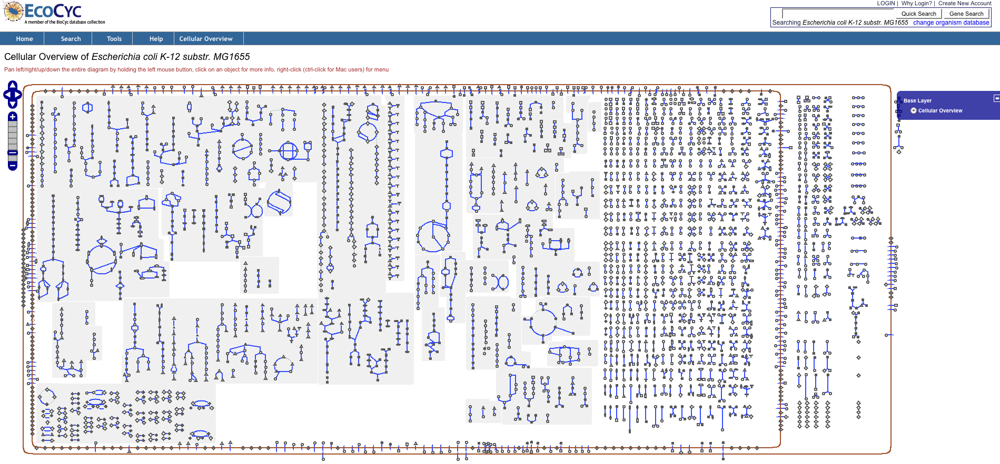 EcoCyc
A member of the BioCyc database collection
LOGIN | Why Login? | Create New Account
Quick Search Gene Search
Searching Escherichia coli K-12 substr. MG1655 change organism database
Home Search Tools Help Cellular Overview
Cellular Overview of Escherichia coli K-12 substr. MG1655
Pan left/right/up/down the entire diagram by holding the left mouse button, click on an object for more info, right-click (ctrl-click for Mac users) for menu
Base Layer
Cellular Overview